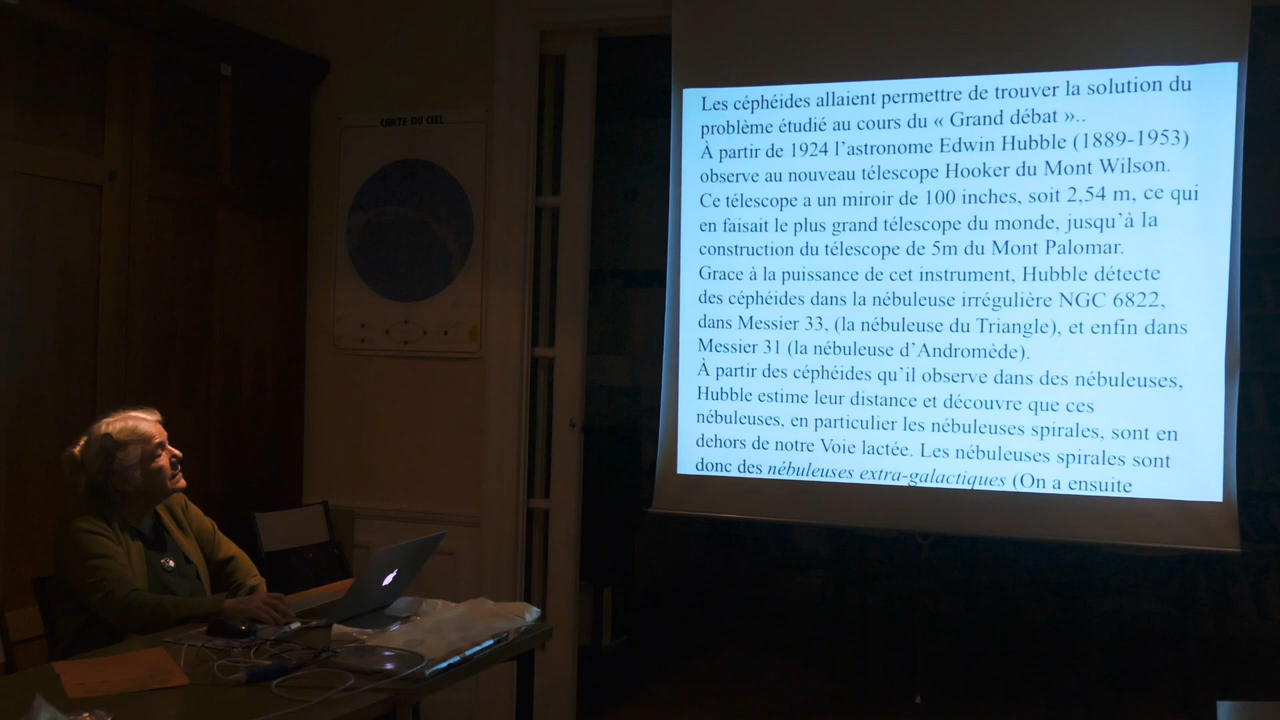 CARTE DU CIEL
Les céphéides allaient permettre de trouver la solution du
problème étudié au cours du « Grand débat »..
À partir de 1924 l’astronome Edwin Hubble (1889-1953)
observe au nouveau télescope Hooker du Mont Wilson.
Ce télescope a un miroir de 100 inches, soit 2,54 m, ce qui
en faisait le plus grand télescope du monde, jusqu’à la
construction du télescope de 5m du Mont Palomar.
Grace à la puissance de cet instrument, Hubble détecte
des céphéides dans la nébuleuse irrégulière NGC 6822,
dans Messier 33, (la nébuleuse du Triangle), et enfin dans
Messier 31 (la nébuleuse d’Andromède).
À partir des céphéides qu’il observe dans des nébuleuses,
Hubble estime leur distance et découvre que ces
nébuleuses, en particulier les nébuleuses spirales, sont en
dehors de notre Voie lactée. Les nébuleuses spirales sont
donc des nébuleuses extra-galactiques (On a ensuite